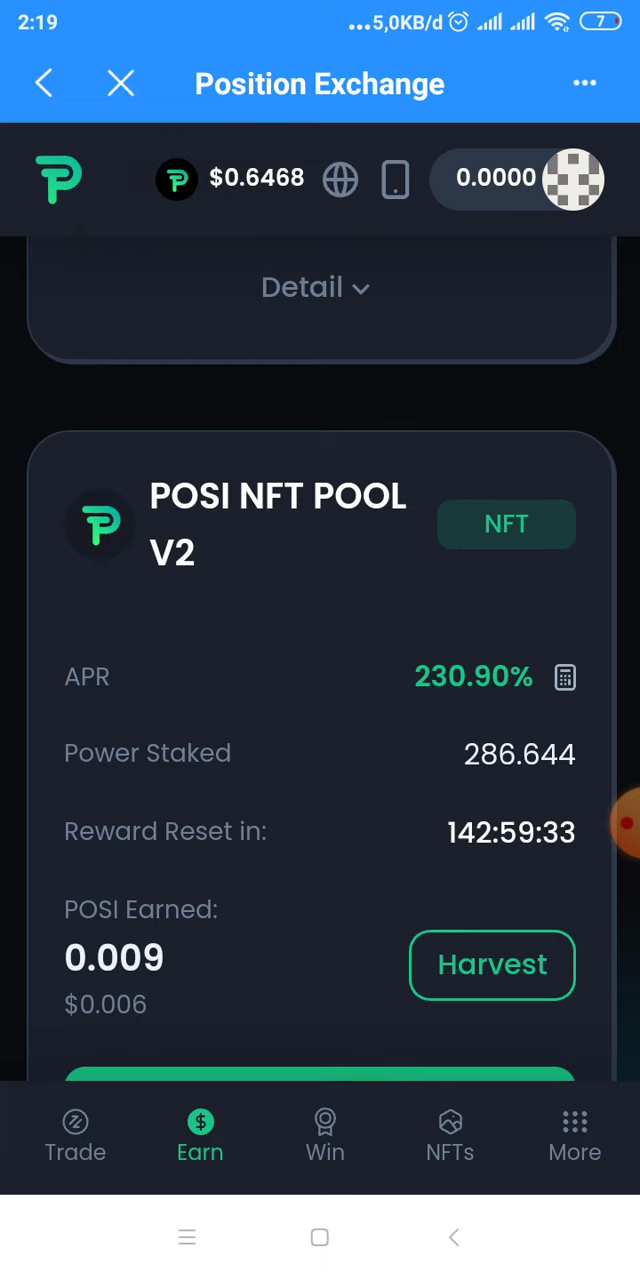 2:19 ...5,0KB/d 7
Position Exchange
$0.6468 0.0000
Detail
POSI NFT POOL
V2
NFT
APR 230.90%
Power Staked 286.644
Reward Reset in: 142:59:33
POSI Earned:
0.009
Harvest
$0.006
Trade Earn Win NFTs More